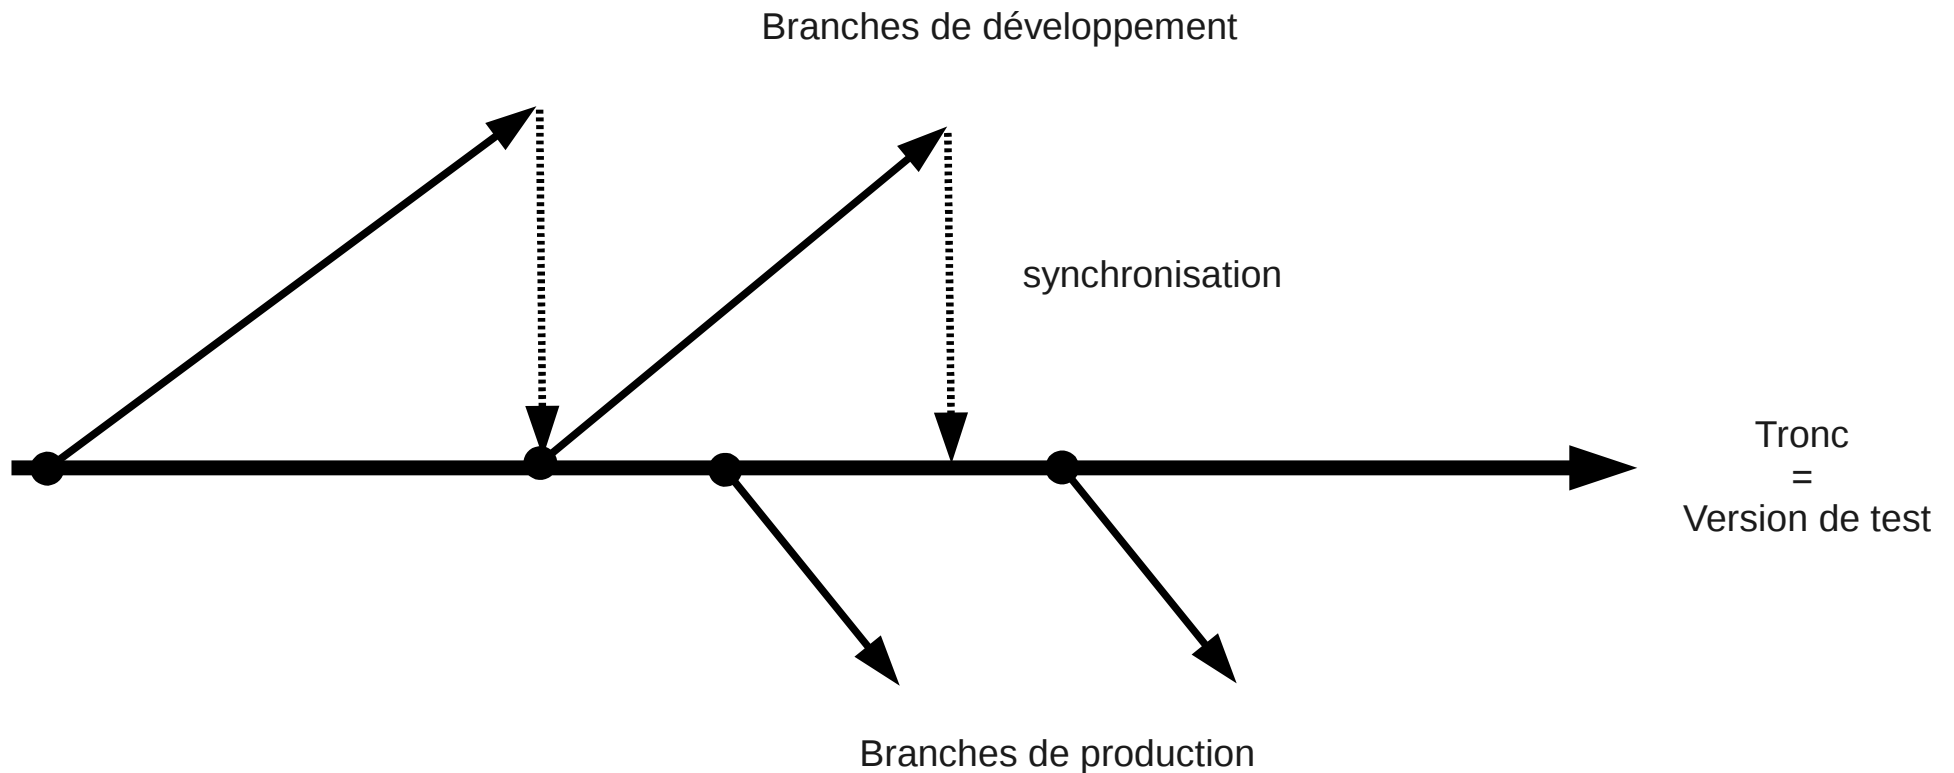 Branches de développement
synchronisation
Tronc
=
Version de test
Branches de production